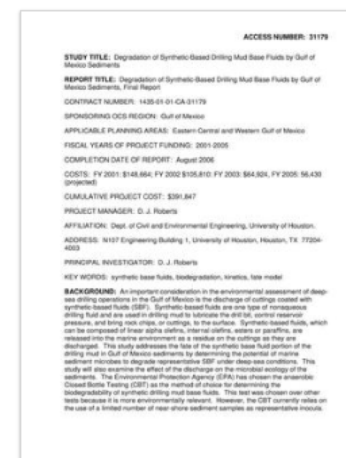 ACCESS NUMBER: 31179
STUDY TITLE: Degradation of Synthetic-Based Drilling Mud Base Fluids by Gulf of
Mexico Sediments
REPORT TITLE: Degradation of Synthetic-Based Drilling Mud Base Fluids by Gulf of
Mexico Sediments, Final Report
CONTRACT NUMBER: 1435-01-01-CA-31179
SPONSORING OCS REGION: Gulf of Mexico
APPLICABLE PLANNING AREAS: Eastern Central and Western Gulf of Mexico
FISCAL YEARS OF PROJECT FUNDING: 2001-2005
COMPLETION DATE OF REPORT: August 2006
COSTS: FY 2001: $148,664; FY 2002 $105,810; FY 2003: $64,924, FY 2005: 56,430
(projected)
CUMULATIVE PROJECT COST: $391,847
PROJECT MANAGER: D. J. Roberts
AFFILIATION: Dept. of Civil and Environmental Engineering, University of Houston.
ADDRESS: N107 Engineering Building 1, University of Houston, Houston, TX 77204-
4003
PRINCIPAL INVESTIGATOR: D. J. Roberts
KEY WORDS: synthetic base fluids, biodegradation, kinetics, fate model
BACKGROUND: An important consideration in the environmental assessment of deep-
sea drilling operations in the Gulf of Mexico is the discharge of cuttings coated with
synthetic-based fluids (SBF). Synthetic-based fluids are one type of nonaqueous
drilling fluid and are used in drilling mud to lubricate the drill bit, control reservoir
pressure, and bring rock chips, or cuttings, to the surface. Synthetic-based fluids, which
can be composed of linear alpha olefins, internal olefins, esters or paraffins, are
released into the marine environment as a residue on the cuttings as they are
discharged. This study addresses the fate of the synthetic base fluid portion of the
drilling mud in Gulf of Mexico sediments by determining the potential of marine
sediment microbes to degrade representative SBF under deep-sea conditions. This
study will also examine the effect of the discharge on the microbial ecology of the
sediments. The Environmental Protection Agency (EPA) has chosen the anaerobic
Closed Bottle Testing (CBT) as the method of choice for determining the
biodegradability of synthetic drilling mud base fluids. This test was chosen over other
tests because it is more environmentally relevant. However, the CBT currently relies on
the use of a limited number of near-shore sediment samples as representative inocula.